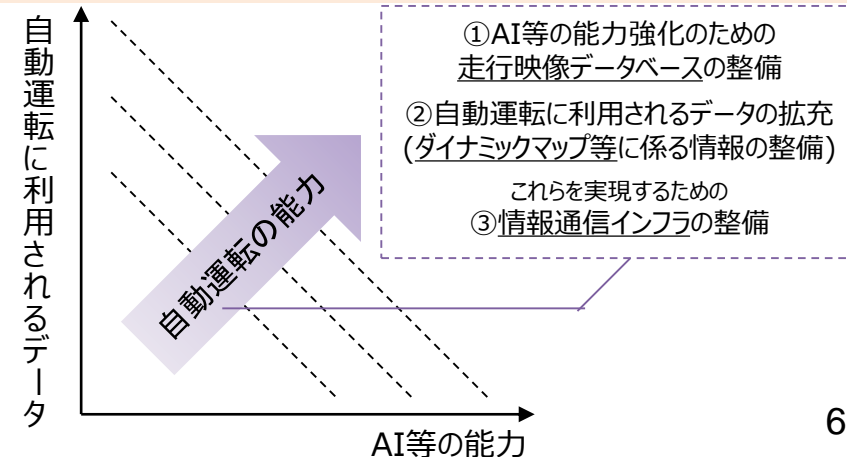 自動運転に利用されるデータ
①AI等の能力強化のための
走行映像データベースの整備
②自動運転に利用されるデータの拡充
(ダイナミックマップ等に係る情報の整備)
これらを実現するための
③情報通信インフラの整備
自動運転の能力
AI等の能力
6